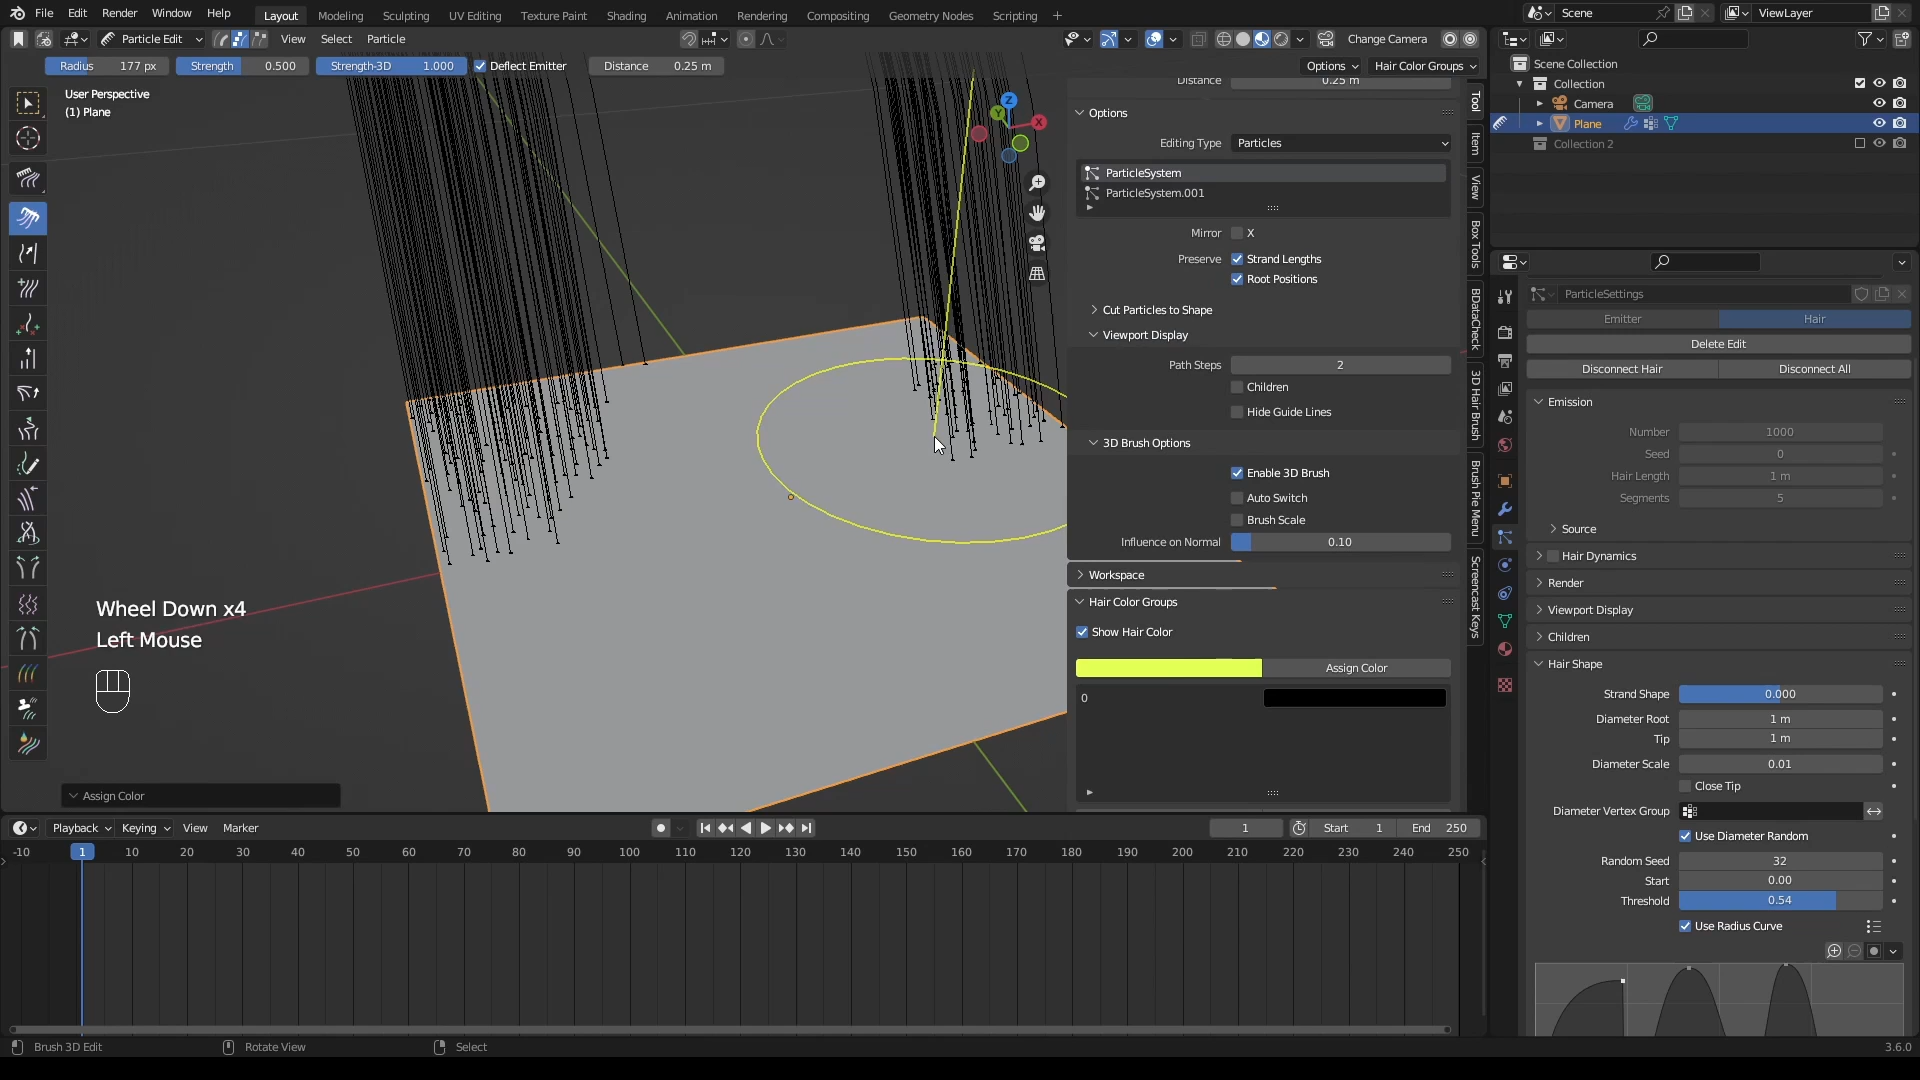 File Edit Render Window Help Layout Modeling Sculpting UV Editing Texture Paint Shading Animation Rendering Compositing Geometry Nodes Scripting + Scene ViewLayer
Particle Edit View Select Particle Change Camera
Radius 177 px Strength 0.500 Strength-3D 1.000 Deflect Emitter Distance 0.25 m Options Hair Color Groups
User Perspective
(1) Plane
Z
Y
X
Distance 0.25 m
Options
Editing Type Particles
ParticleSystem
ParticleSystem.001
Mirror X
Preserve Strand Lengths
Root Positions
Cut Particles to Shape
Viewport Display
Path Steps 2
Children
Hide Guide Lines
3D Brush Options
Enable 3D Brush
Auto Switch
Brush Scale
Influence on Normal 0.10
Workspace
Hair Color Groups
Show Hair Color
Assign Color
0
Tool
Item
View
Box Tools
BDataCheck
3D Hair Brush
Brush Pie Menu
Screencast Keys
Wheel Down x4
Left Mouse
Assign Color
Scene Collection
Collection
Camera
Plane
Collection 2
ParticleSettings
Emitter Hair
Delete Edit
Disconnect Hair Disconnect All
Emission
Number 1000
Seed 0
Hair Length 1 m
Segments 5
Source
Hair Dynamics
Render
Viewport Display
Children
Hair Shape
Strand Shape 0.000
Diameter Root 1 m
Tip 1 m
Diameter Scale 0.01
Close Tip
Diameter Vertex Group
Use Diameter Random
Random Seed 32
Start 0.00
Threshold 0.54
Use Radius Curve
Playback Keying View Marker 1 Start 1 End 250
-10 1 10 20 30 40 50 60 70 80 90 100 110 120 130 140 150 160 170 180 190 200 210 220 230 240 250
Brush 3D Edit Rotate View Select 3.6.0